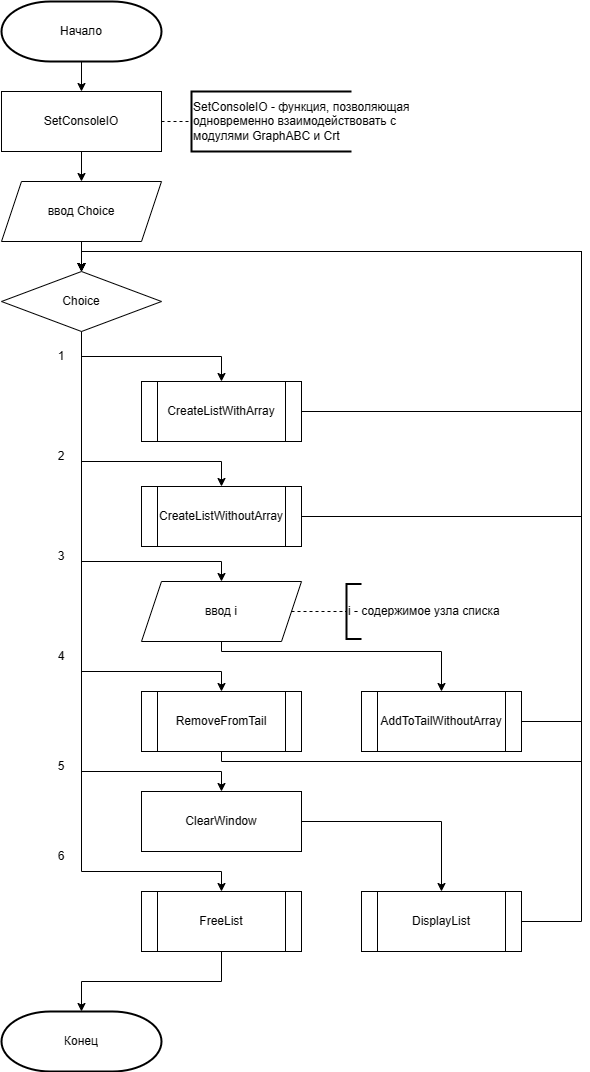 Начало
SetConsoleIO
SetConsoleIO - функция, позволяющая
одновременно взаимодействовать с
модулями GraphABC и Crt
ввод Choice
Choice
1
CreateListWithArray
2
CreateListWithoutArray
3
ввод i
i - содержимое узла списка
4
RemoveFromTail
AddToTailWithoutArray
5
ClearWindow
6
FreeList
DisplayList
Конец